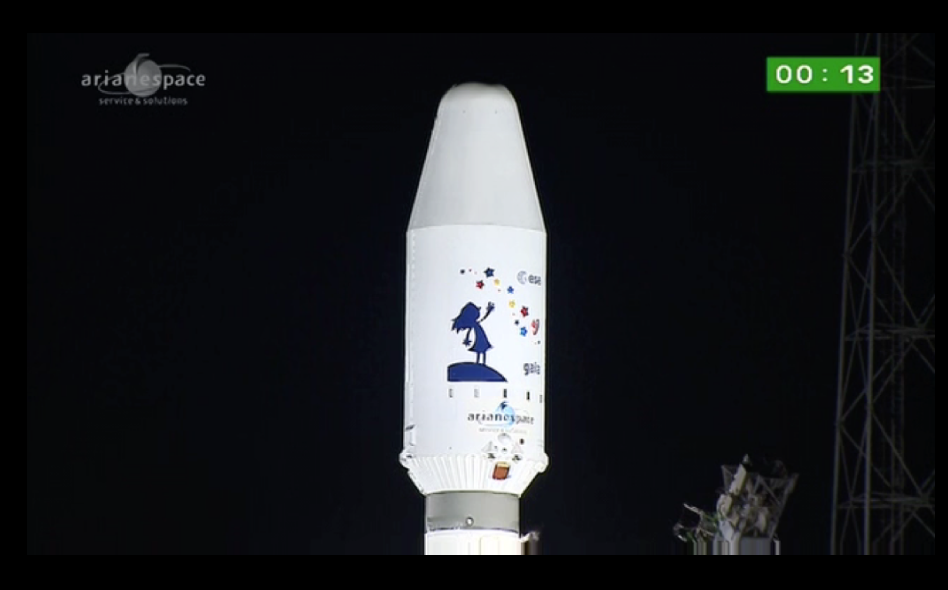 arianespace
service & solutions
00 : 13
esa
gaia
arianespace